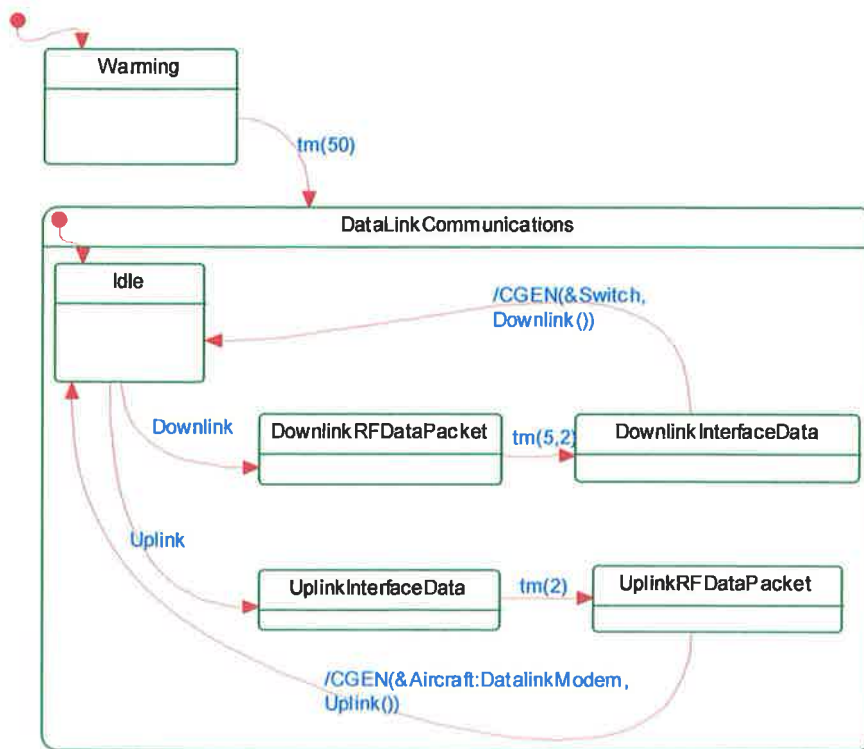 Warming
tm(50)
DataLinkCommunications
Idle
/CGEN(&Switch,
Downlink())
Downlink
DownlinkRFDataPacket
tm(5,2)
DownlinkInterfaceData
Uplink
UplinkInterfaceData
tm(2)
UplinkRFDataPacket
/CGEN(&Aircraft:DatalinkModem,
Uplink())